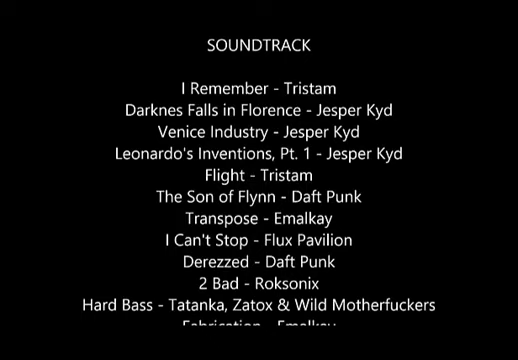 SOUNDTRACK
I Remember - Tristam
Darknes Falls in Florence - Jesper Kyd
Venice Industry - Jesper Kyd
Leonardo's Inventions, Pt. 1 - Jesper Kyd
Flight - Tristam
The Son of Flynn - Daft Punk
Transpose - Emalkay
I Can't Stop - Flux Pavilion
Derezzed - Daft Punk
2 Bad - Roksonix
Hard Bass - Tatanka, Zatox & Wild Motherfuckers
Fabrication - Emalkay